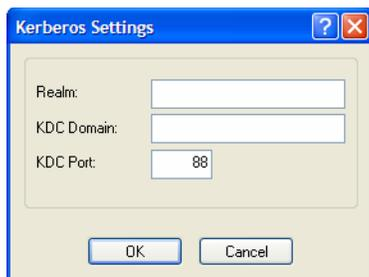 Kerberos Settings
Realm:
KDC Domain:
KDC Port: 88
OK Cancel